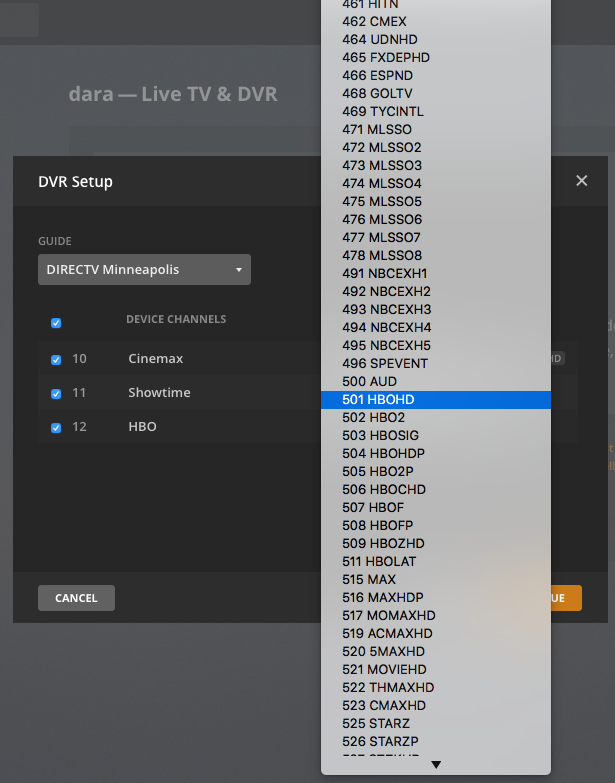 dara — Live TV & DVR
DVR Setup
×
GUIDE
DIRECTV Minneapolis
DEVICE CHANNELS
10 Cinemax
HD
11 Showtime
12 HBO
CANCEL
UE
461 HITN
462 CMEX
464 UDNHD
465 FXDEPHD
466 ESPND
468 GOLTV
469 TYCINTL
471 MLSSO
472 MLSSO2
473 MLSSO3
474 MLSSO4
475 MLSSO5
476 MLSSO6
477 MLSSO7
478 MLSSO8
491 NBCEXH1
492 NBCEXH2
493 NBCEXH3
494 NBCEXH4
495 NBCEXH5
496 SPEVENT
500 AUD
501 HBOHD
502 HBO2
503 HBOSIG
504 HBOHDP
505 HBO2P
506 HBOCHD
507 HBOF
508 HBOFP
509 HBOZHD
511 HBOLAT
515 MAX
516 MAXHDP
517 MOMAXHD
519 ACMAXHD
520 5MAXHD
521 MOVIEHD
522 THMAXHD
523 CMAXHD
525 STARZ
526 STARZP